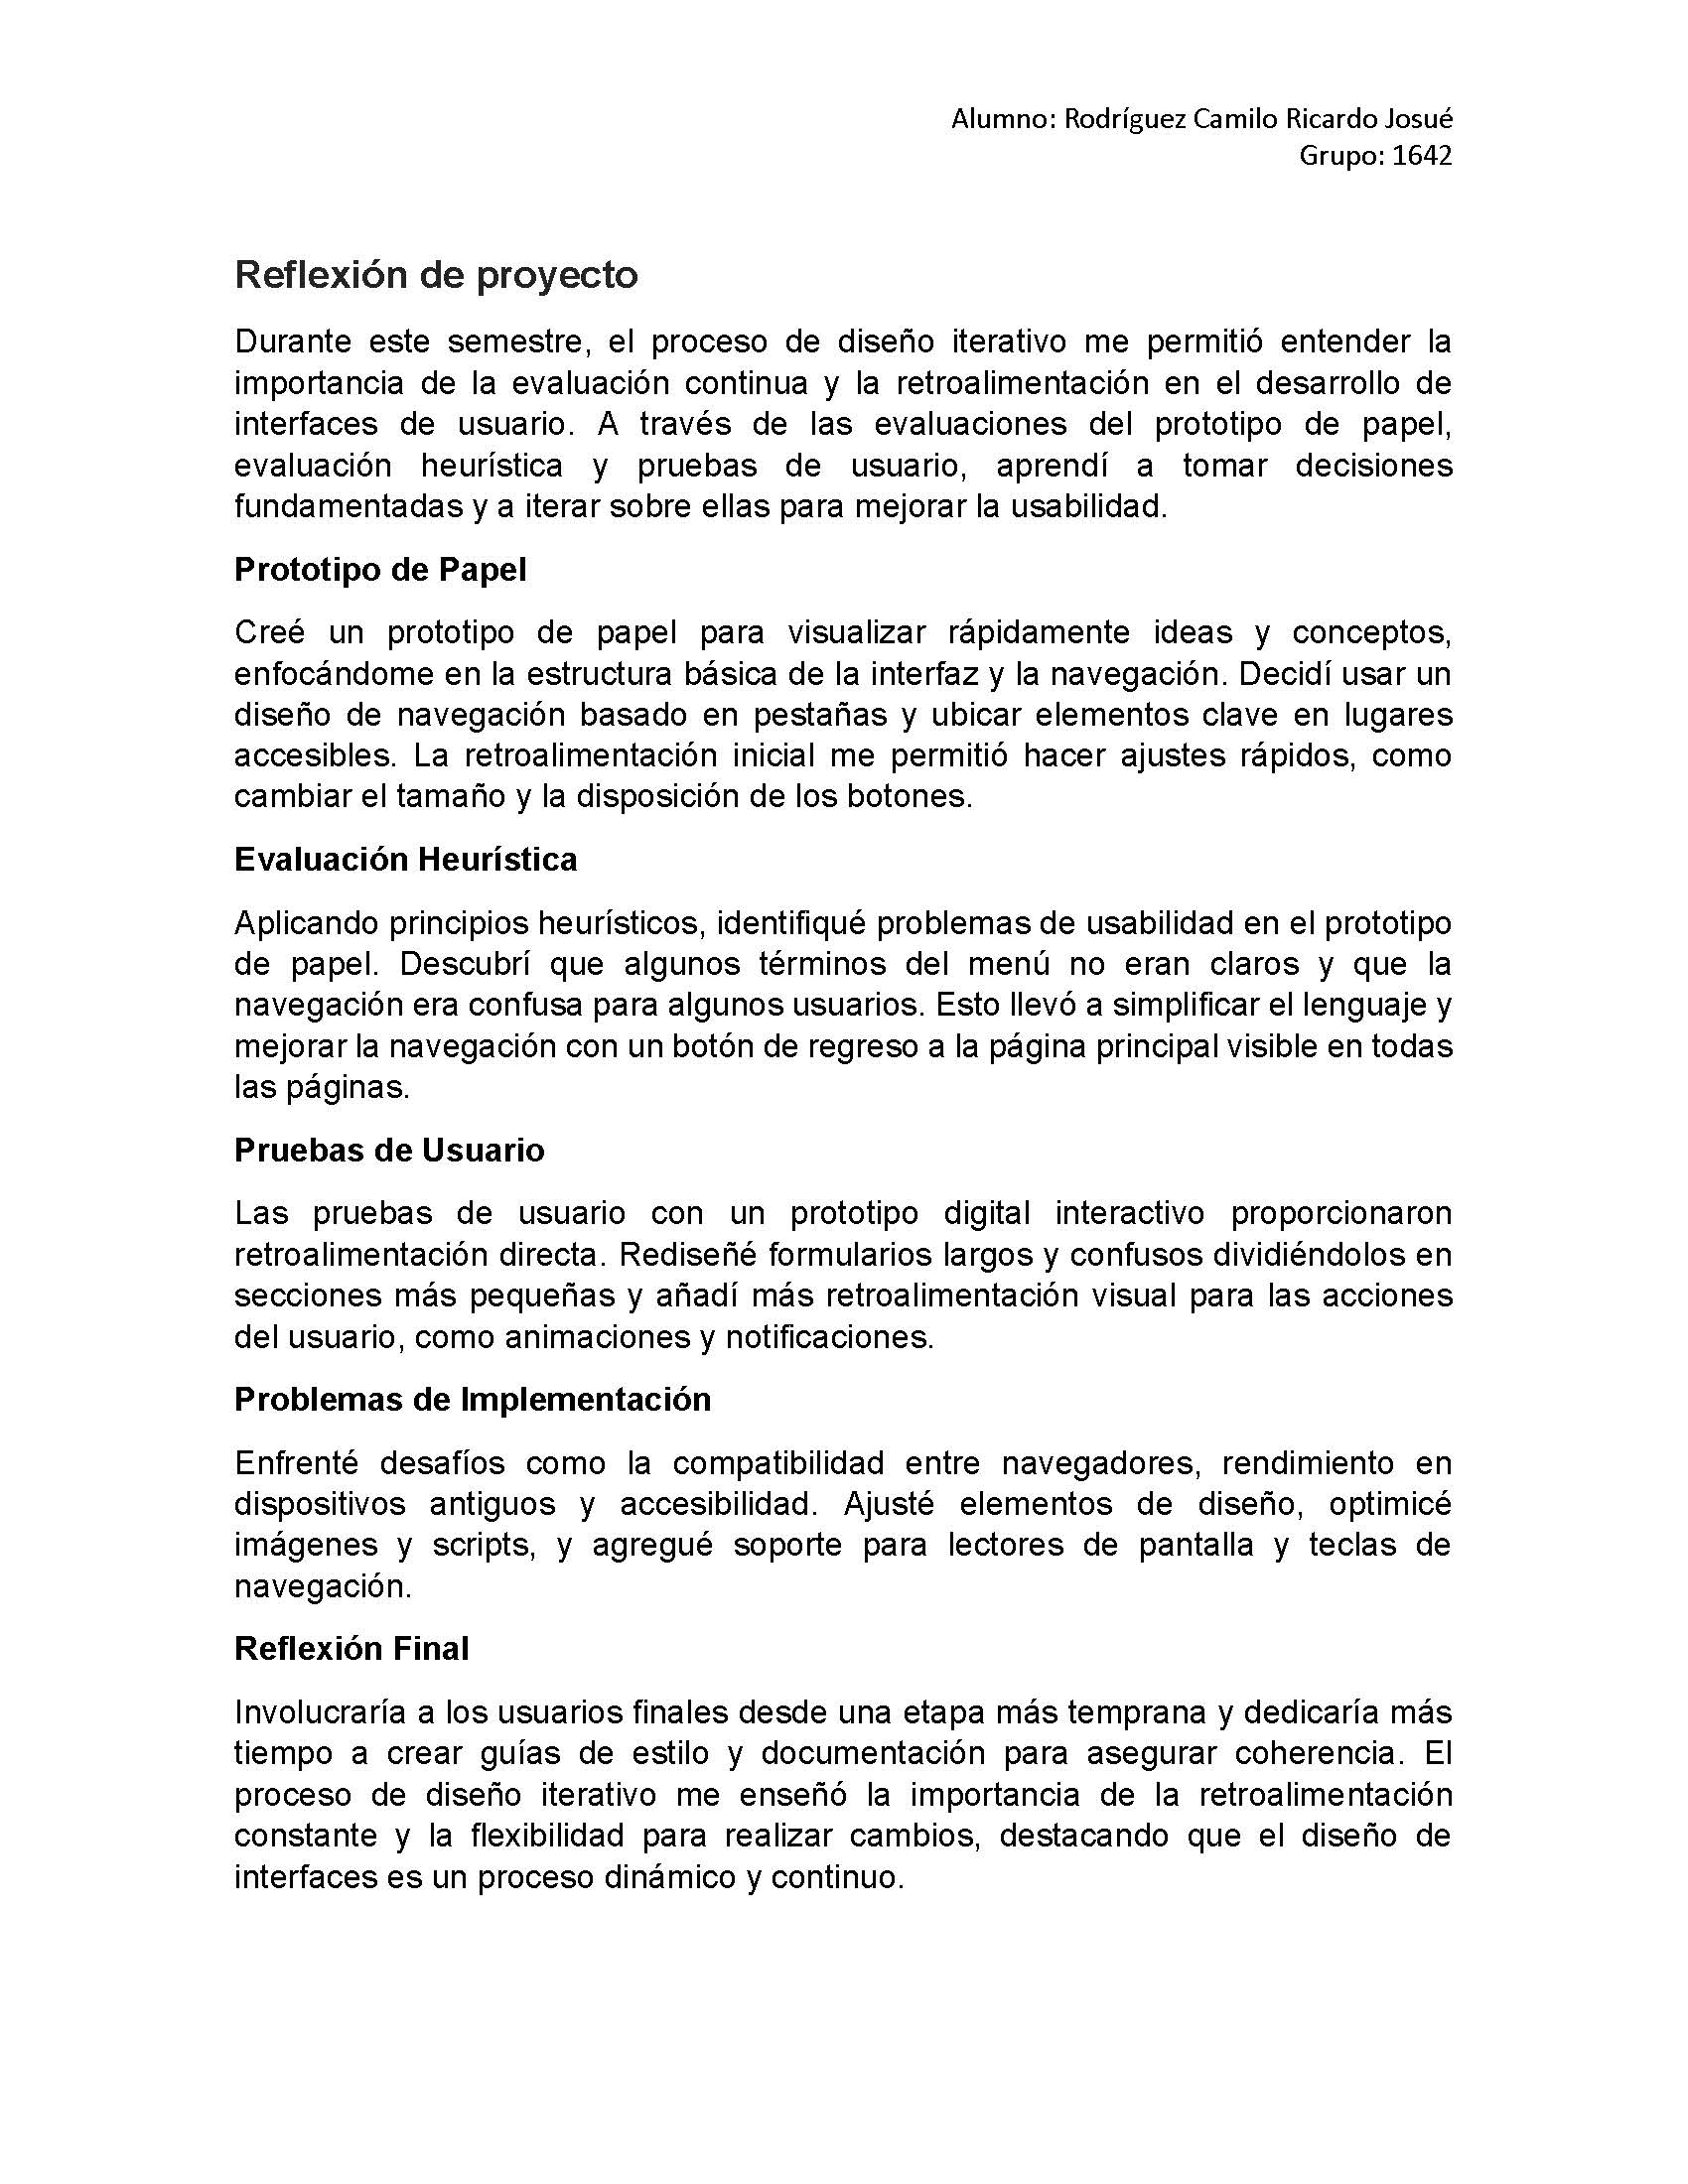 Alumno: Rodríguez Camilo Ricardo Josué
Grupo: 1642
Reflexión de proyecto
Durante este semestre, el proceso de diseño iterativo me permitió entender la
importancia de la evaluación continua y la retroalimentación en el desarrollo de
interfaces de usuario. A través de las evaluaciones del prototipo de papel,
evaluación heurística y pruebas de usuario, aprendí a tomar decisiones
fundamentadas y a iterar sobre ellas para mejorar la usabilidad.
Prototipo de Papel
Creé un prototipo de papel para visualizar rápidamente ideas y conceptos,
enfocándome en la estructura básica de la interfaz y la navegación. Decidí usar un
diseño de navegación basado en pestañas y ubicar elementos clave en lugares
accesibles. La retroalimentación inicial me permitió hacer ajustes rápidos, como
cambiar el tamaño y la disposición de los botones.
Evaluación Heurística
Aplicando principios heurísticos, identifiqué problemas de usabilidad en el prototipo
de papel. Descubrí que algunos términos del menú no eran claros y que la
navegación era confusa para algunos usuarios. Esto llevó a simplificar el lenguaje y
mejorar la navegación con un botón de regreso a la página principal visible en todas
las páginas.
Pruebas de Usuario
Las pruebas de usuario con un prototipo digital interactivo proporcionaron
retroalimentación directa. Rediseñé formularios largos y confusos dividiéndolos en
secciones más pequeñas y añadí más retroalimentación visual para las acciones
del usuario, como animaciones y notificaciones.
Problemas de Implementación
Enfrenté desafíos como la compatibilidad entre navegadores, rendimiento en
dispositivos antiguos y accesibilidad. Ajusté elementos de diseño, optimicé
imágenes y scripts, y agregué soporte para lectores de pantalla y teclas de
navegación.
Reflexión Final
Involucraría a los usuarios finales desde una etapa más temprana y dedicaría más
tiempo a crear guías de estilo y documentación para asegurar coherencia. El
proceso de diseño iterativo me enseñó la importancia de la retroalimentación
constante y la flexibilidad para realizar cambios, destacando que el diseño de
interfaces es un proceso dinámico y continuo.